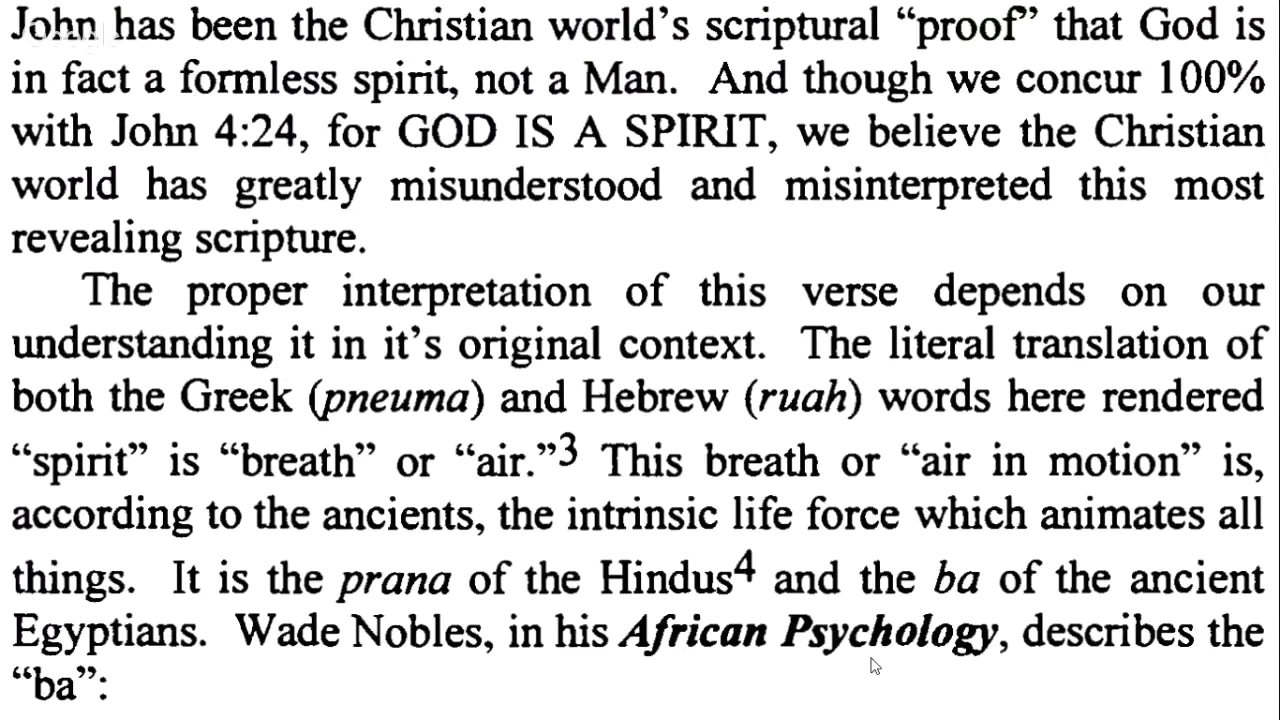 John has been the Christian world's scriptural “proof” that God is
in fact a formless spirit, not a Man. And though we concur 100%
with John 4:24, for GOD IS A SPIRIT, we believe the Christian
world has greatly misunderstood and misinterpreted this most
revealing scripture.
The proper interpretation of this verse depends on our
understanding it in it's original context. The literal translation of
both the Greek (pneuma) and Hebrew (ruah) words here rendered
“spirit” is “breath” or “air.”3 This breath or “air in motion” is,
according to the ancients, the intrinsic life force which animates all
things. It is the prana of the Hindus4 and the ba of the ancient
Egyptians. Wade Nobles, in his African Psychology, describes the
“ba”: